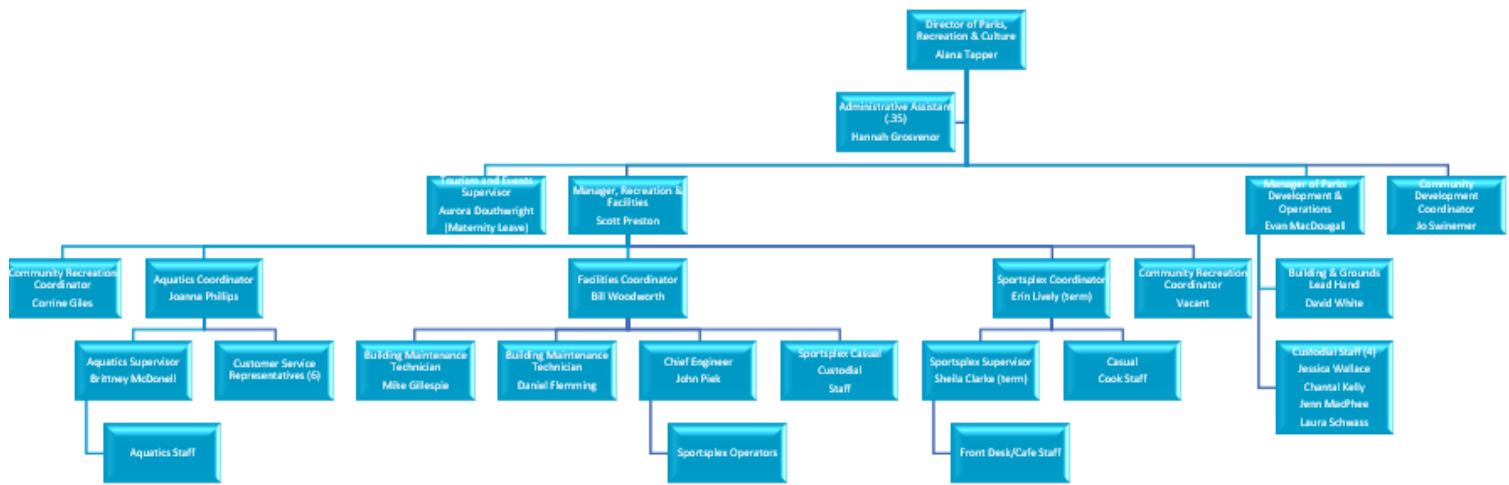 Director of Parks,
Recreation & Culture
Alana Tapper
Administrative Assistant
(.35)
Hannah Grosvenor
Tourism and Events
Supervisor
Aurora Douthwright
(Maternity Leave)
Manager, Recreation &
Facilities
Scott Preston
Manager of Parks
Development &
Operations
Evan MacDougall
Community
Development
Coordinator
Jo Swinemer
Community Recreation
Coordinator
Corrine Giles
Aquatics Coordinator
Joanna Phillips
Facilities Coordinator
Bill Woodworth
Sportsplex Coordinator
Erin Lively (term)
Community Recreation
Coordinator
Vacant
Building & Grounds
Lead Hand
David White
Aquatics Supervisor
Brittney McDonell
Customer Service
Representatives (6)
Building Maintenance
Technician
Mike Gillespie
Building Maintenance
Technician
Daniel Flemming
Chief Engineer
John Piek
Sportsplex Casual
Custodial
Staff
Sportsplex Supervisor
Sheila Clarke (term)
Casual
Cook Staff
Custodial Staff (4)
Jessica Wallace
Chantal Kelly
Jenn MacPhee
Laura Schwass
Aquatics Staff
Sportsplex Operators
Front Desk/Cafe Staff